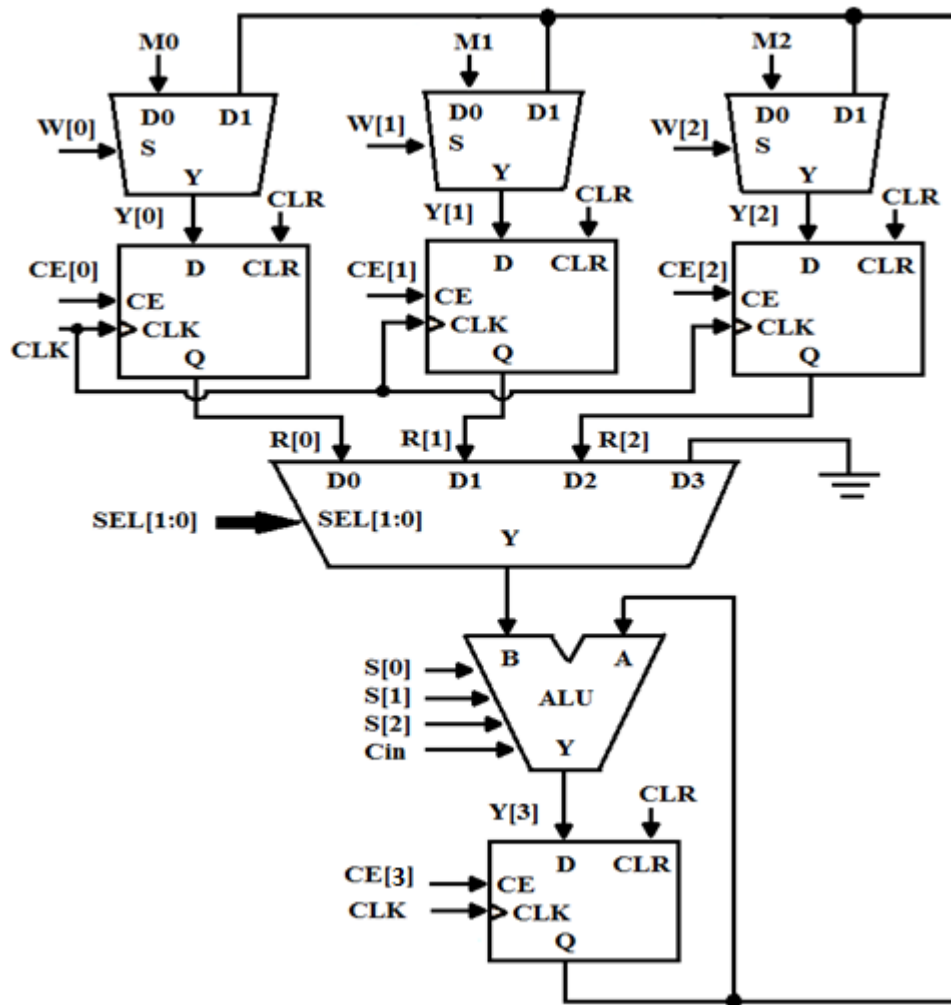 M0
M1
M2
D0 D1
D0 D1
D0 D1
W[0]
W[1]
W[2]
S
S
S
Y
Y
Y
Y[0]
CLR
Y[1]
CLR
Y[2]
CLR
D CLR
D CLR
D CLR
CE[0]
CE[1]
CE[2]
CE
CE
CE
CLK
CLK
CLK
CLK
Q
Q
Q
R[0]
R[1]
R[2]
D0 D1 D2 D3
SEL[1:0]
SEL[1:0]
Y
B A
S[0]
S[1]
ALU
S[2]
Cin
Y
Y[3]
CLR
D CLR
CE[3]
CE
CLK
CLK
Q